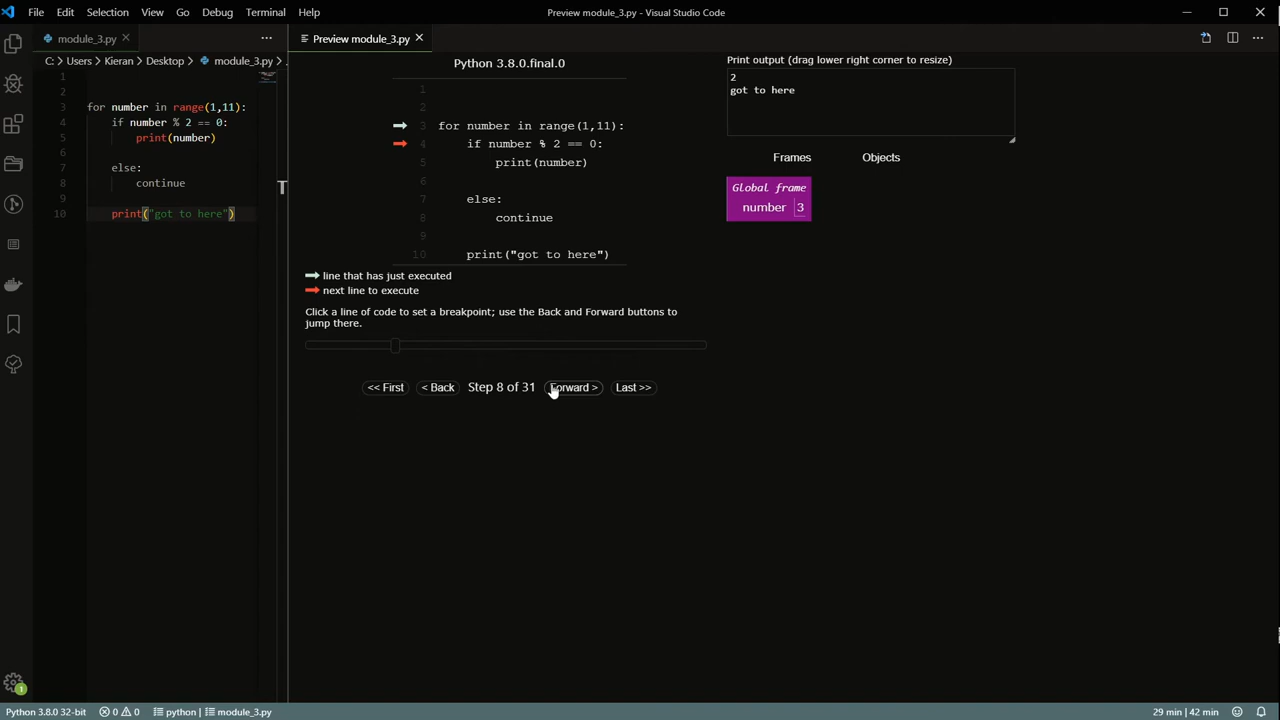 File Edit Selection View Go Debug Terminal Help
Preview module_3.py - Visual Studio Code
module_3.py
Preview module_3.py
C: > Users > Kieran > Desktop > module_3.py > .
1
2
3 for number in range(1,11):
4 if number % 2 == 0:
5 print(number)
6
7 else:
8 continue
9
10 print("got to here")
T
Python 3.8.0.final.0
1
2
3 for number in range(1,11):
4 if number % 2 == 0:
5 print(number)
6
7 else:
8 continue
9
10 print("got to here")
line that has just executed
next line to execute
Click a line of code to set a breakpoint; use the Back and Forward buttons to
jump there.
<< First < Back Step 8 of 31 Forward > Last >>
Print output (drag lower right corner to resize)
2
got to here
Frames Objects
Global frame
number 3
1
Python 3.8.0 32-bit 0 0 python | module_3.py
29 min | 42 min